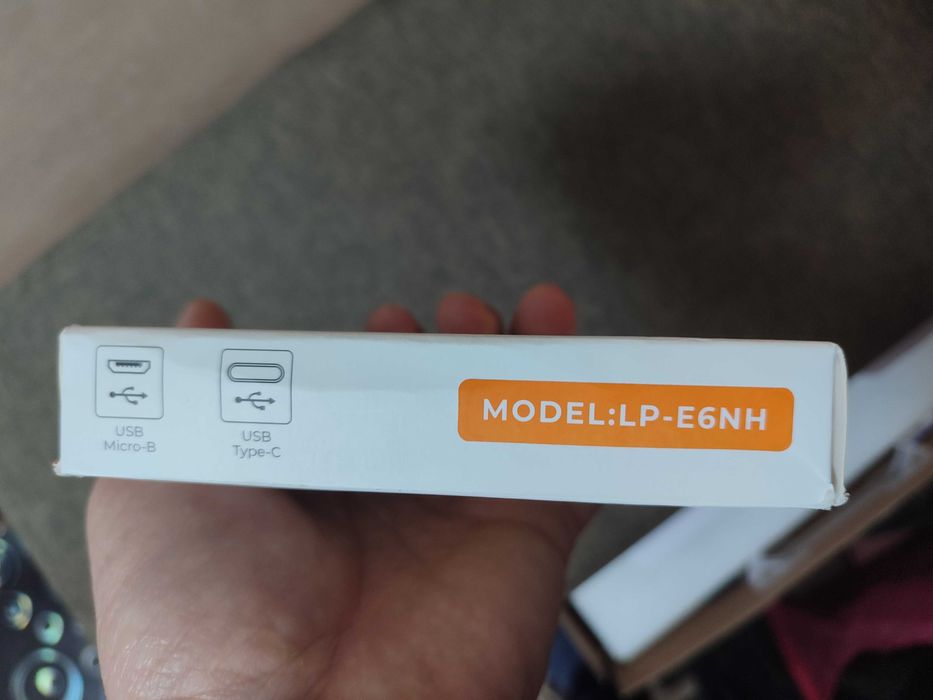 USB
Micro-B
USB
Type-C
MODEL:LP-E6NH